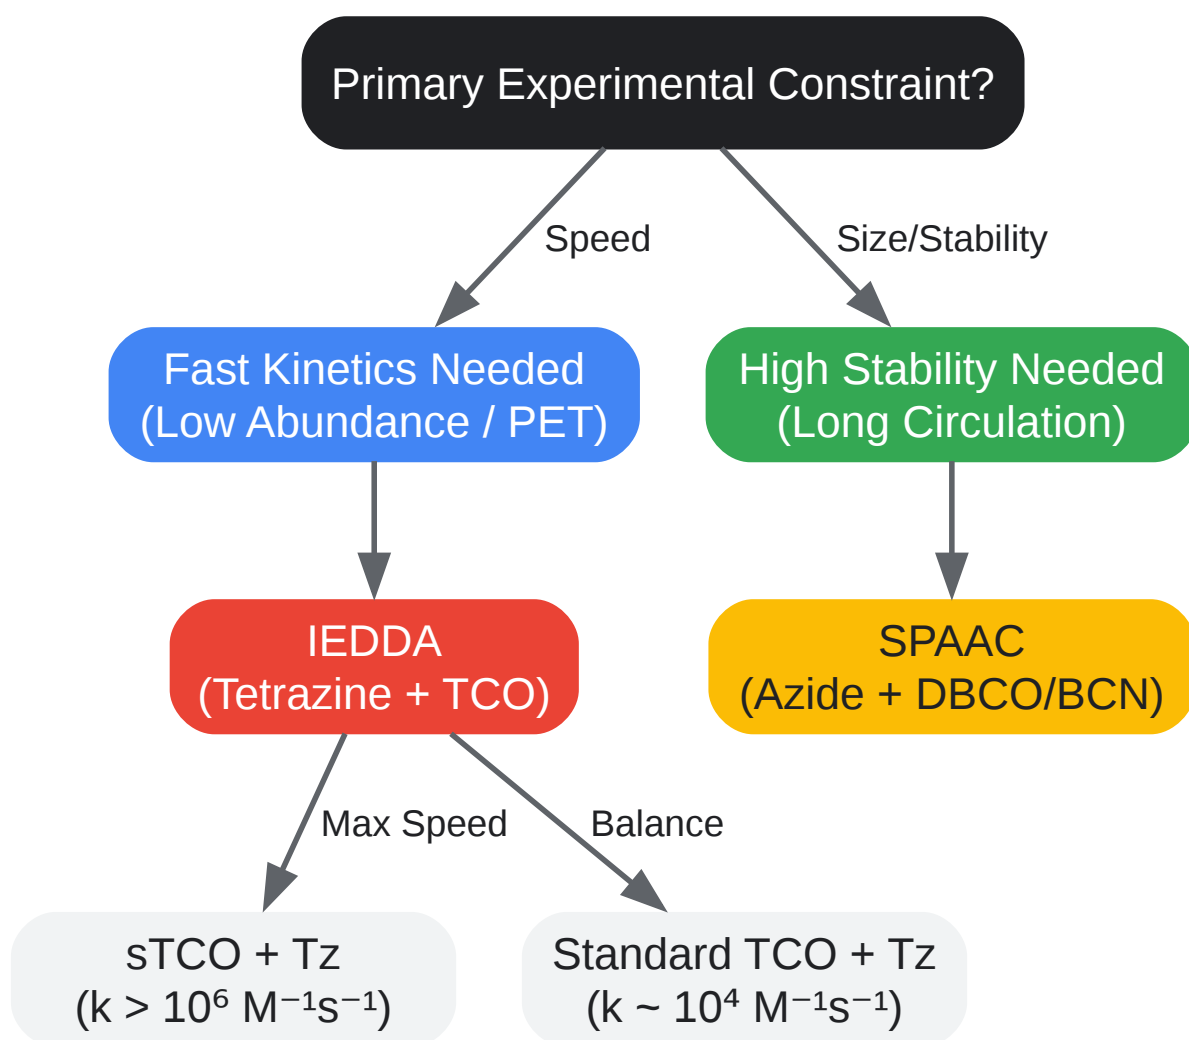 Primary Experimental Constraint?
Speed
Size/Stability
Fast Kinetics Needed
(Low Abundance / PET)
High Stability Needed
(Long Circulation)
IEDDA
(Tetrazine + TCO)
SPAAC
(Azide + DBCO/BCN)
Max Speed
Balance
sTCO + Tz
(k > 10⁶ M⁻¹s⁻¹)
Standard TCO + Tz
(k ~ 10⁴ M⁻¹s⁻¹)